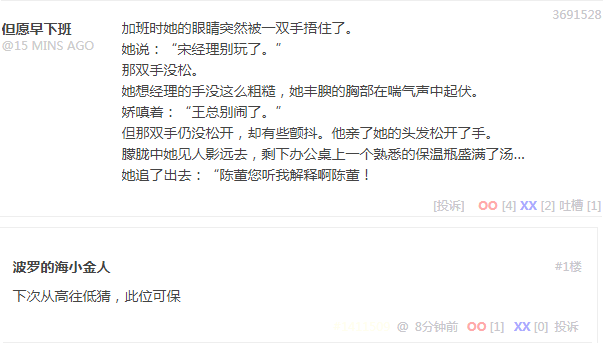 3691528
但愿早下班
@15 MINS AGO
加班时她的眼睛突然被一双手捂住了。
她说：“宋经理别玩了。”
那双手没松。
她想经理的手没这么粗糙，她丰腴的胸部在喘气声中起伏。
娇嗔着：“王总别闹了。”
但那双手仍没松开，却有些颤抖。他亲了她的头发松开了手。
朦胧中她见人影远去，剩下办公桌上一个熟悉的保温瓶盛满了汤...
她追了出去：“陈董您听我解释啊陈董！
[投诉] OO [4] XX [2] 吐槽 [1]
波罗的海小金人
#1楼
下次从高往低猜，此位可保
@ 8分钟前 OO [1] XX [0] 投诉